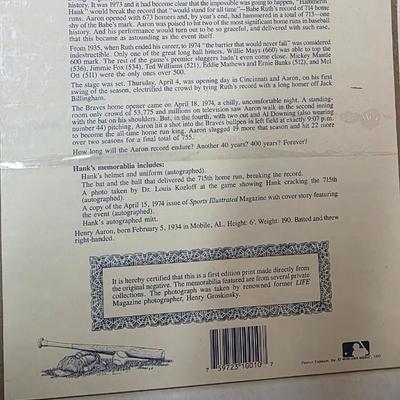 history. It was 1973 and it had become clear that the impossible was going to happen, "Hammerin'
Hank" would break the record that "would stand for all time" — Babe Ruth's record of 714 home
runs. Aaron opened with 673 homers and, by year's end, had hammered in a total of 713—one
shy of the Babe's mark. Aaron was poised to hit two of the most significant home runs in baseball
history. And his performance would turn out to be so graceful, and delivered with such ease,
that this became as astounding as the event itself.
From 1935, when Ruth ended his career, to 1974 "the barrier that would never fall" was considered
indestructible. Only one of the great long ball hitters, Willie Mays (660) was able to top the
600 mark. The rest of the game's premier sluggers hadn't even come close. Mickey Mantle
(536), Jimmie Fox (534), Ted Williams (521), Eddie Mathews and Ernie Banks (512), and Mel
Ott (511) were the only ones over 500.
The stage was set. Thursday, April 4, was opening day in Cincinnati and Aaron, on his first
swing of the season, electrified the crowd by tying Ruth's record with a long homer off Jack
Billingham.
The Braves home opener came April 18, 1974, a chilly, uncomfortable night. A standing-
room only crowd of 53,775 and millions on television saw Aaron walk in the second inning
with the bat on his shoulders. But, in the fourth, with two out and Al Downing (also wearing
number 44) pitching, Aaron hit a shot into the Braves bullpen in left field at exactly 9:07 p.m.
to become the all-time home run king. Aaron slugged 19 more that season and hit 22 more
over two seasons for a final total of 755.
How long will the Aaron record endure? Another 40 years? 400 years? Forever?
Hank's memorablia includes:
Hank's helmet and uniform (autographed).
The bat and the ball that delivered the 715th home run, breaking the record.
A photo taken by Dr. Louis Kozloff at the game showing Hank cracking the 715th
(autographed).
A copy of the April 15, 1974 issue of Sports Illustrated Magazine with cover story featuring
the event (autographed).
Hank's autographed mitt.
Henry Aaron, born February 5, 1934 in Mobile, AL. Height: 6'. Weight: 190. Batted and threw
right-handed.
It is hereby certified that this is a first edition print made directly from
the original negative. The memorabilia featured are from several private
collections. The photograph was taken by renowned former LIFE
Magazine photographer, Henry Groskinsky.
7 59723 10010 7